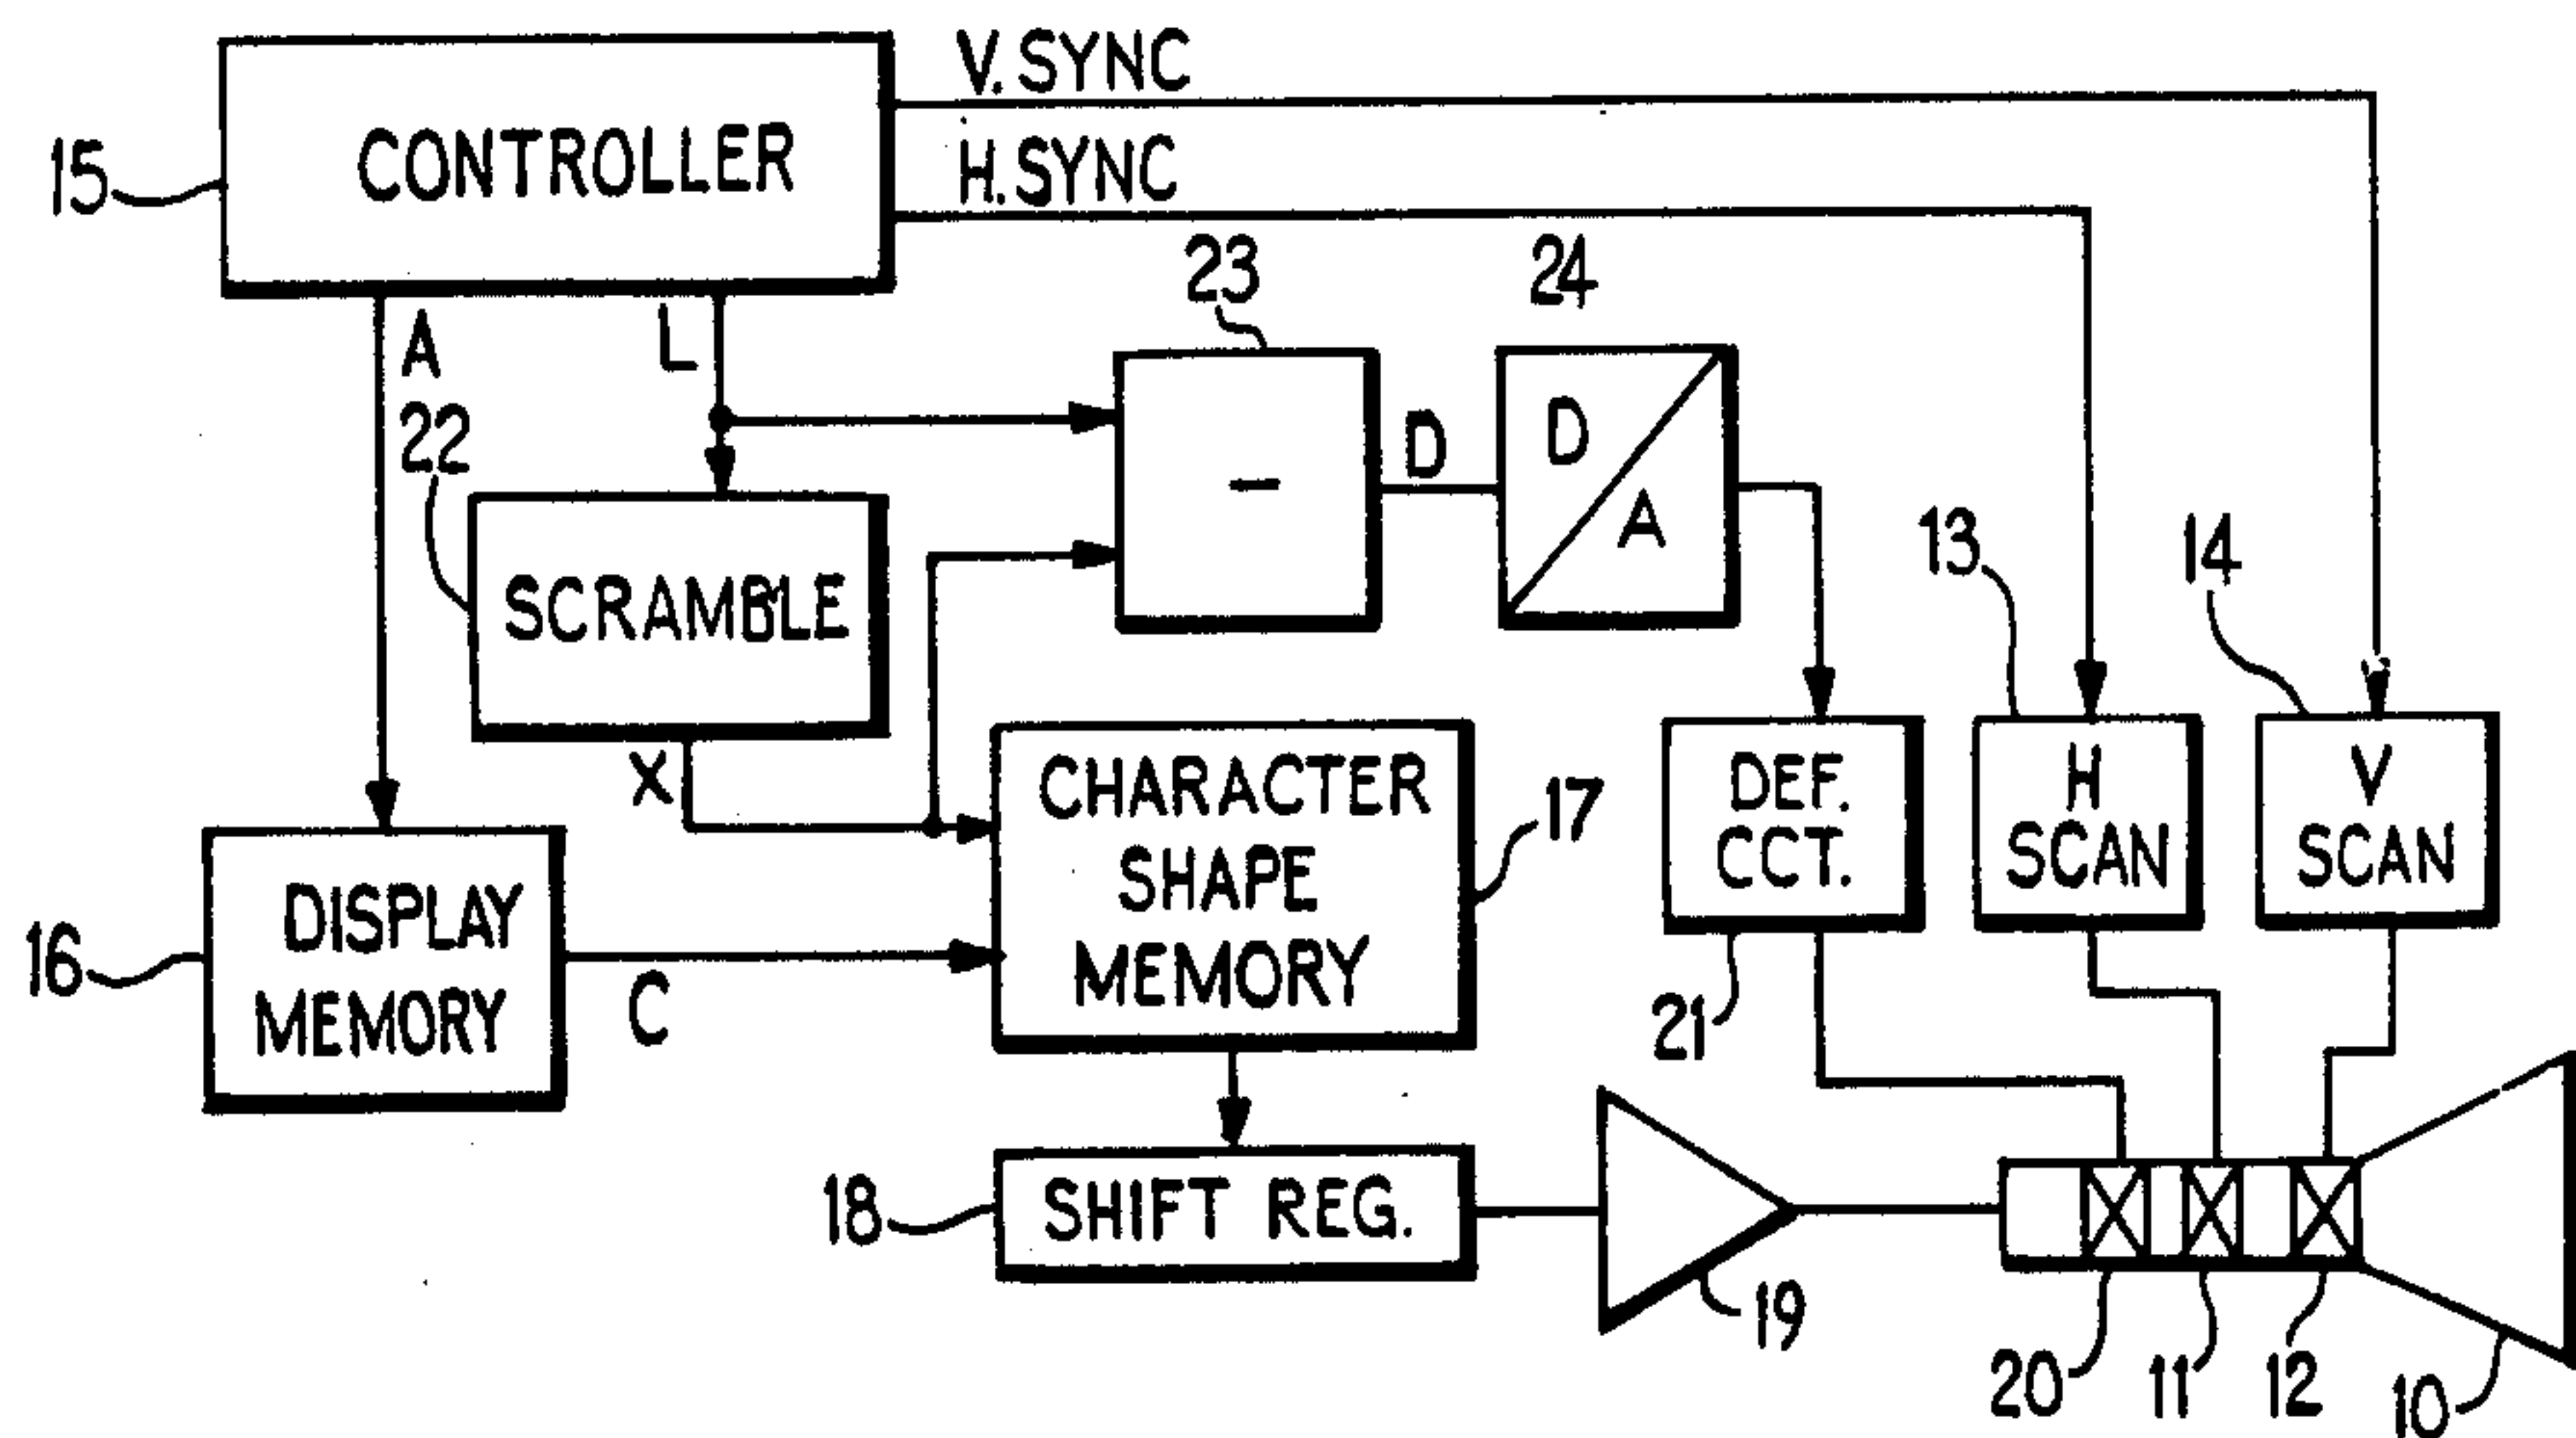 V. SYNC
CONTROLLER
H. SYNC
15
23
24
A
L
22
D
D
A
13
14
SCRAMBLE
-
X
CHARACTER
SHAPE
MEMORY
17
DEF.
CCT.
H
SCAN
V
SCAN
DISPLAY
MEMORY
16
C
21
18
SHIFT REG.
19
20
11
12
10